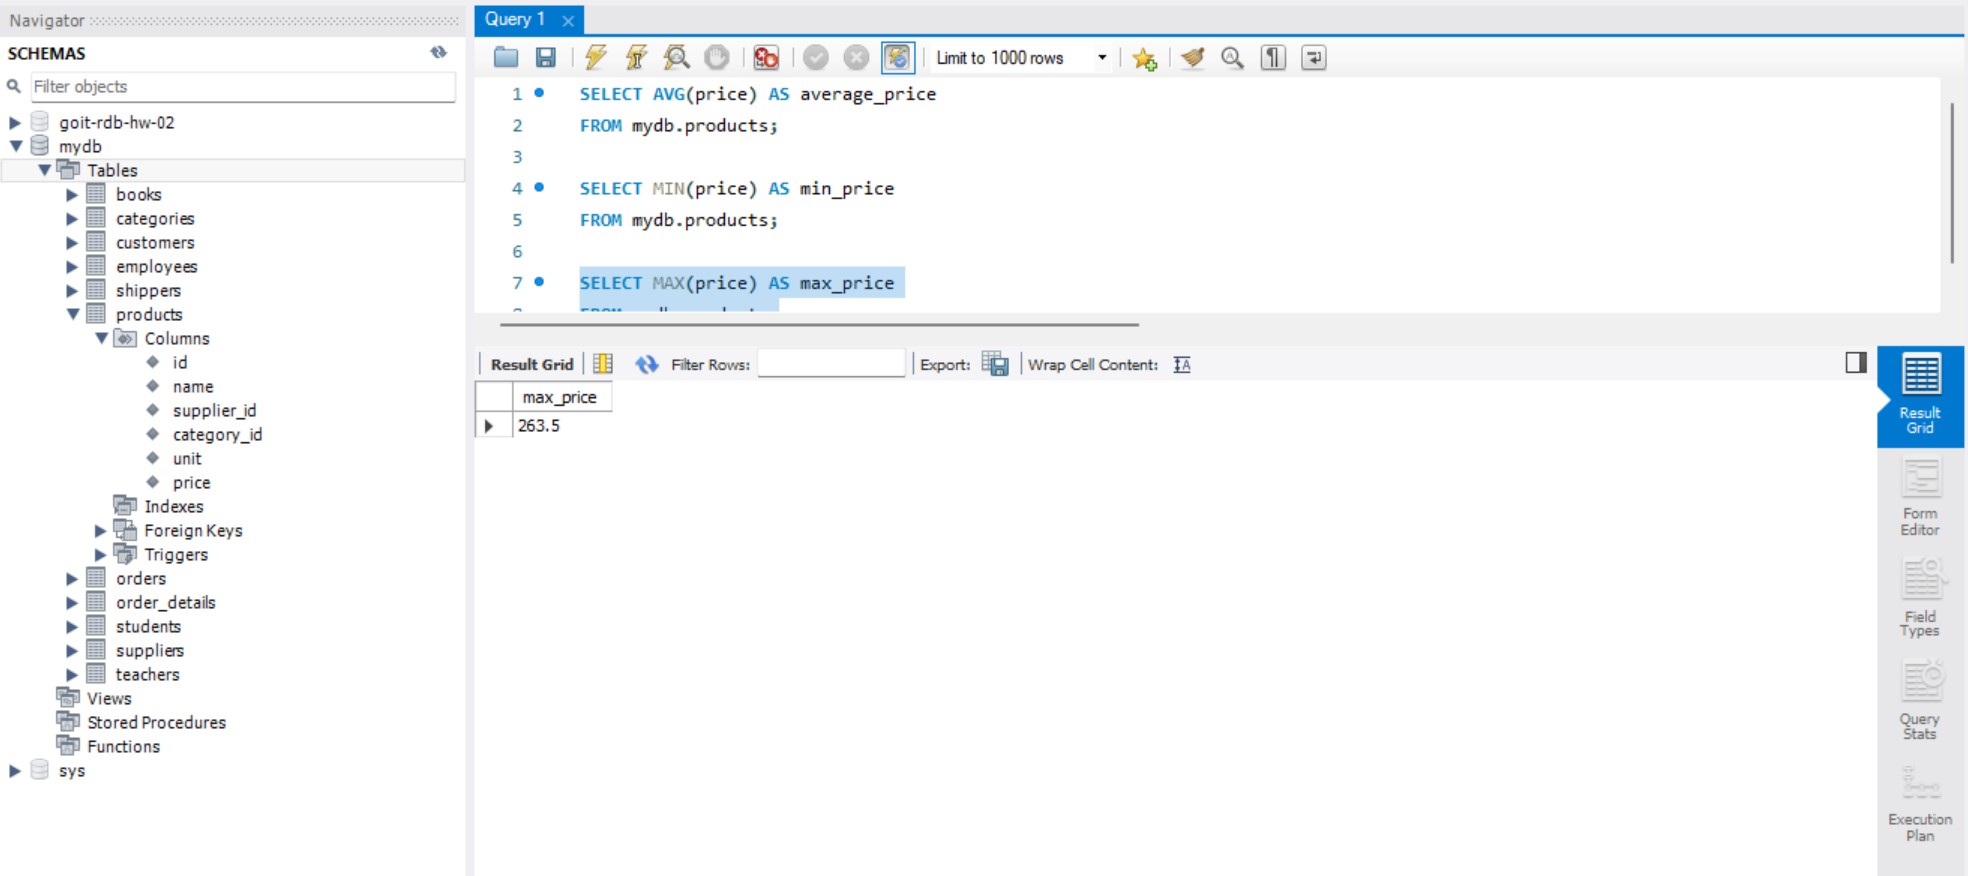 Navigator
SCHEMAS
Filter objects
goit-rdb-hw-02
mydb
Tables
books
categories
customers
employees
shippers
products
Columns
id
name
supplier_id
category_id
unit
price
Indexes
Foreign Keys
Triggers
orders
order_details
students
suppliers
teachers
Views
Stored Procedures
Functions
sys
Query 1
Limit to 1000 rows
1 SELECT AVG(price) AS average_price
2 FROM mydb.products;
3
4 SELECT MIN(price) AS min_price
5 FROM mydb.products;
6
7 SELECT MAX(price) AS max_price
Result Grid Filter Rows: Export: Wrap Cell Content:
max_price
263.5
Result
Grid
Form
Editor
Field
Types
Query
Stats
Execution
Plan